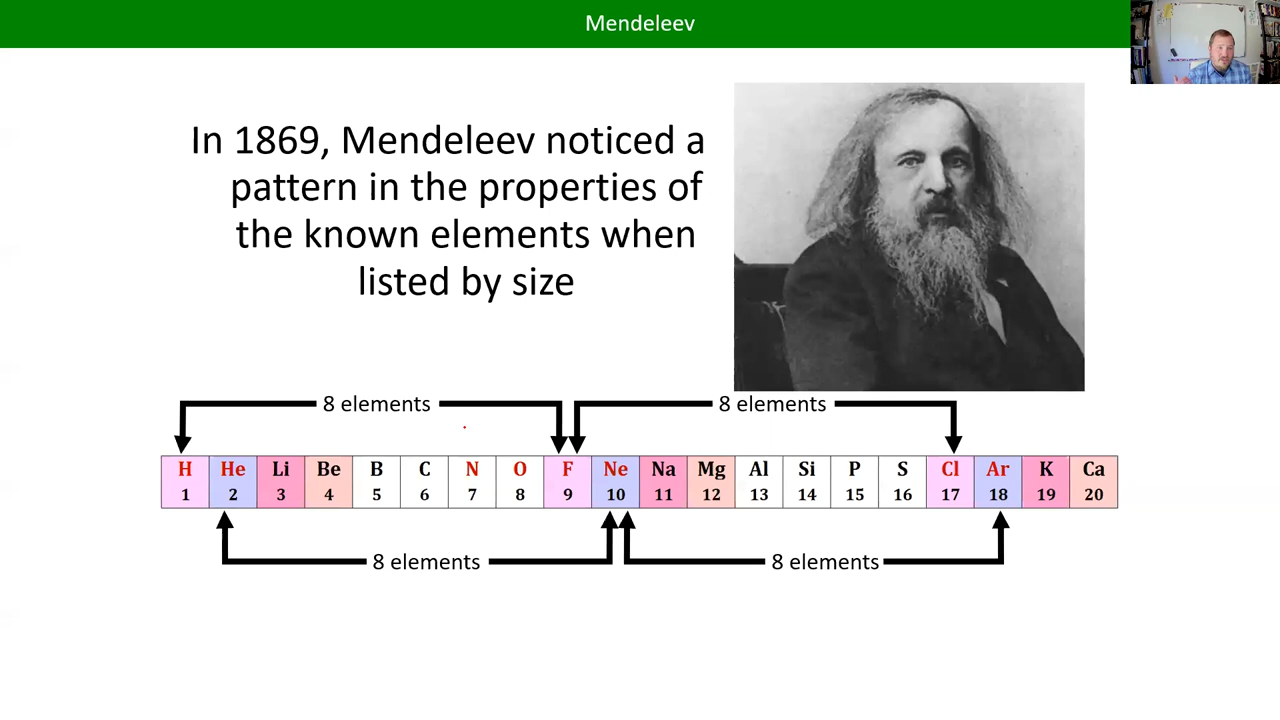 Mendeleev
In 1869, Mendeleev noticed a
pattern in the properties of
the known elements when
listed by size
8 elements 8 elements
H He Li Be B C N O F Ne Na Mg Al Si P S Cl Ar K Ca
1 2 3 4 5 6 7 8 9 10 11 12 13 14 15 16 17 18 19 20
8 elements 8 elements